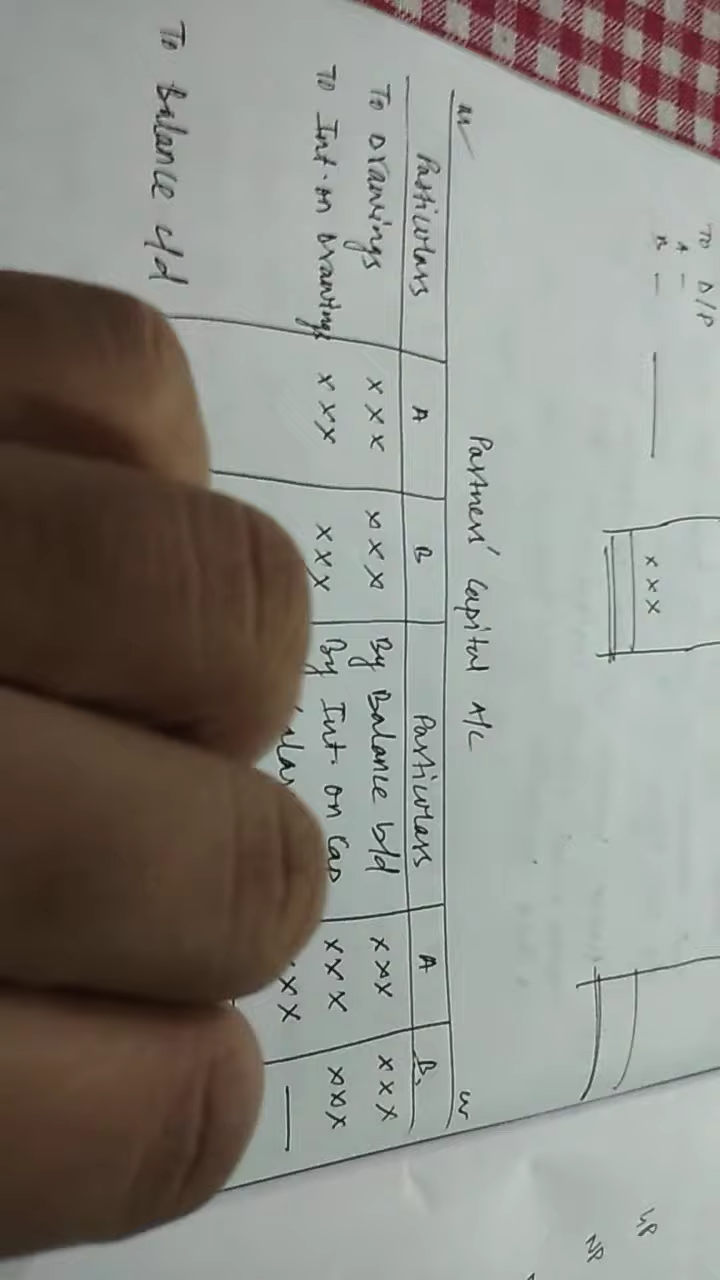 To D/P
A —
B — xxx
Partners' Capital A/C
Dr Cr
Particulars A B Particulars A B
To Drawings xxx xxx By Balance b/d xxx xxx
To Int. on Drawings xxx xxx By Int. on Cap xxx xxx
xx —
To Balance c/d
NP